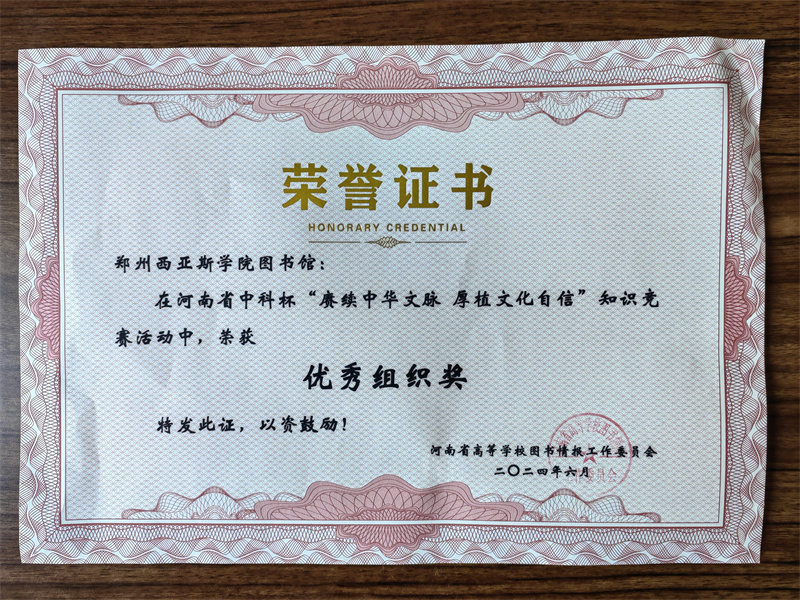 荣誉证书
HONORARY CREDENTIAL
郑州西亚斯学院图书馆：
在河南省中科杯“赓续中华文脉 厚植文化自信”知识竞
赛活动中，荣获
优秀组织奖
特发此证，以资鼓励！
河南省高等学校图书情报工作委员会
二〇二四年六月